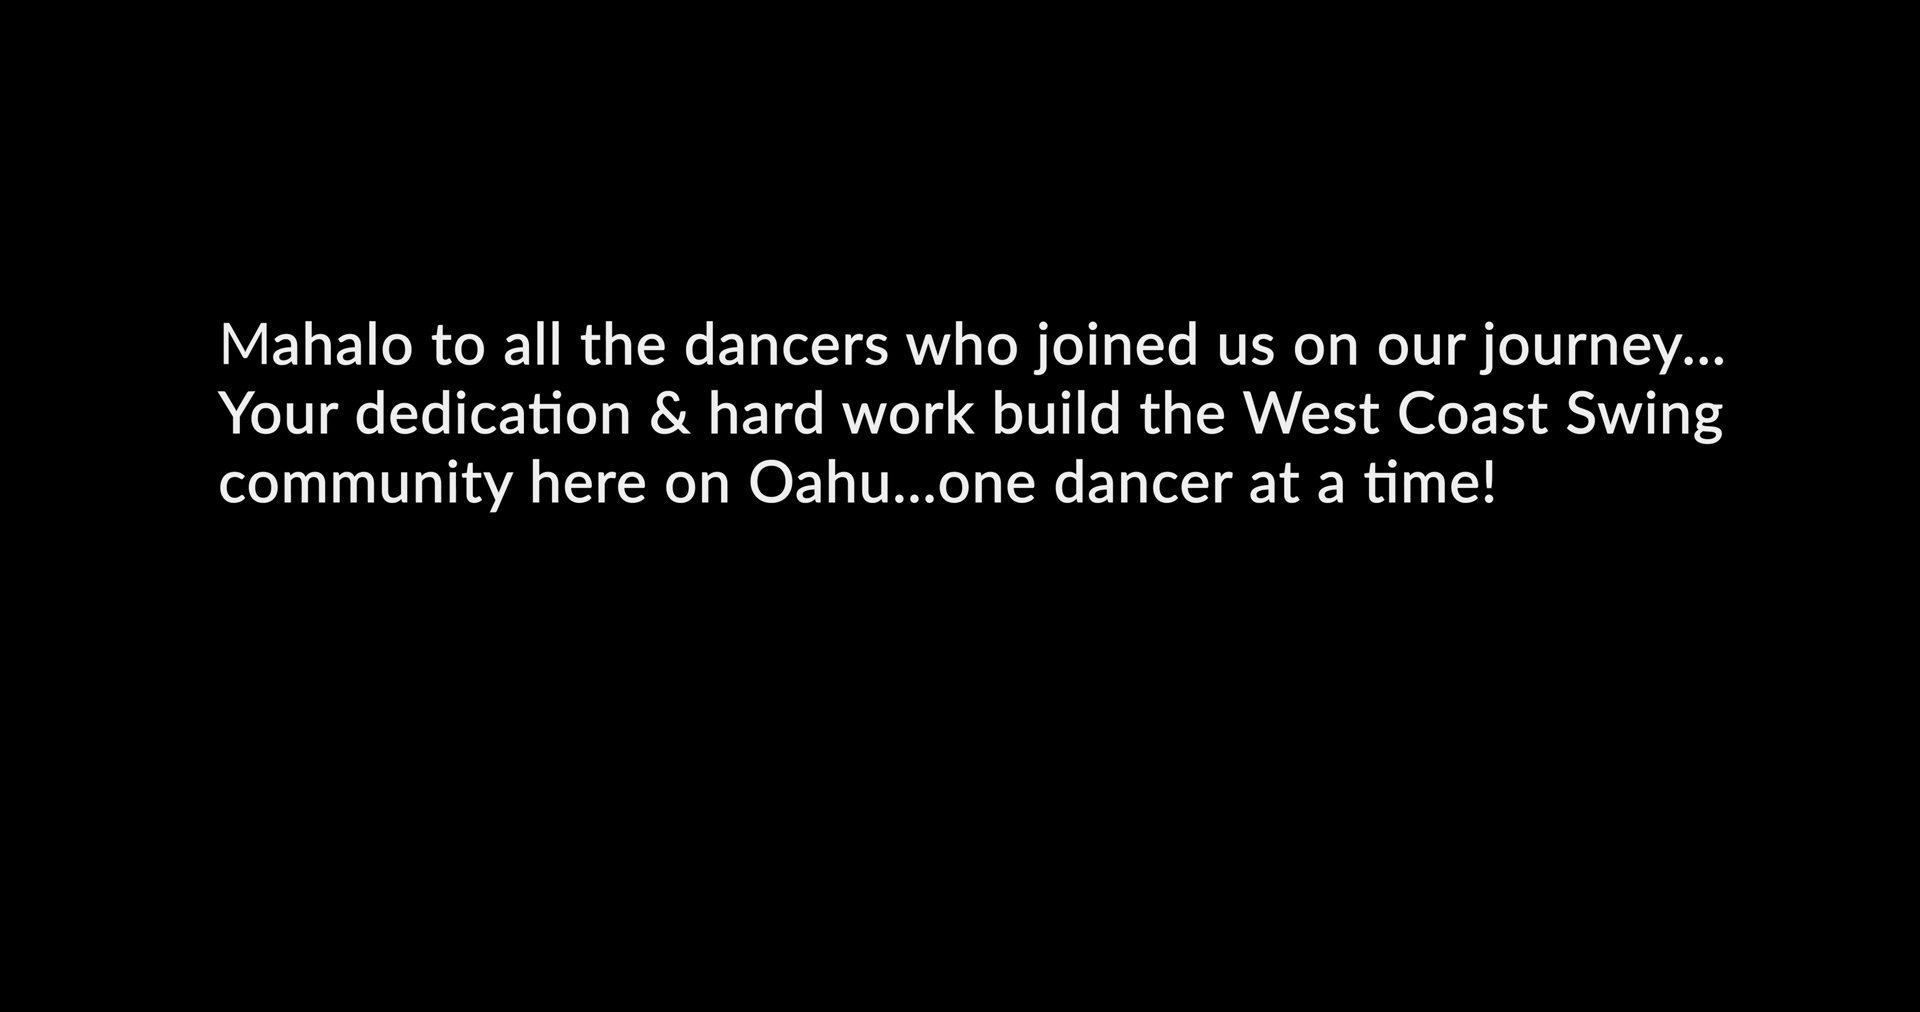 Mahalo to all the dancers who joined us on our journey...
Your dedication & hard work build the West Coast Swing
community here on Oahu...one dancer at a time!